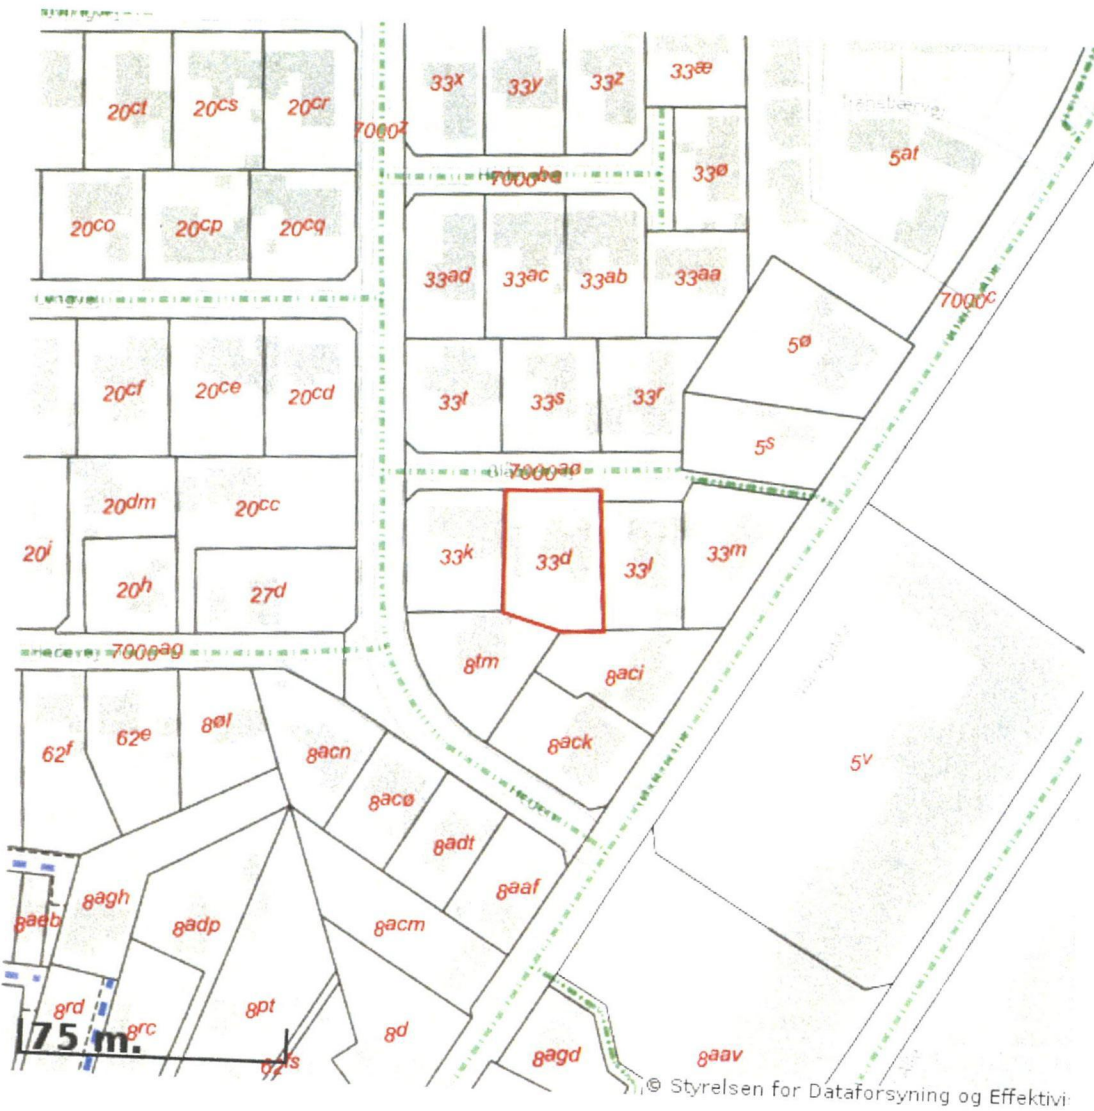 20ct 20cs 20cr 33x 33y 33z 33æ
7000z
5at
20co 20cp 20cq 7000ba 33ø
33ad 33ac 33ab 33aa
7000c
5ø
20cf 20ce 20cd 33t 33s 33r
5s
7000aø
20dm 20cc
20i 33k 33d 33l 33m
20h 27d
7000ag
8tm 8aci
62f 62e 8øl 8acn 8ack 5v
8acø
8adt
8agh 8aaf
8aeb 8adp 8acm
8rd 8rc 8pt 8d
75 m.
8agd 8aav
© Styrelsen for Dataforsyning og Effektivi